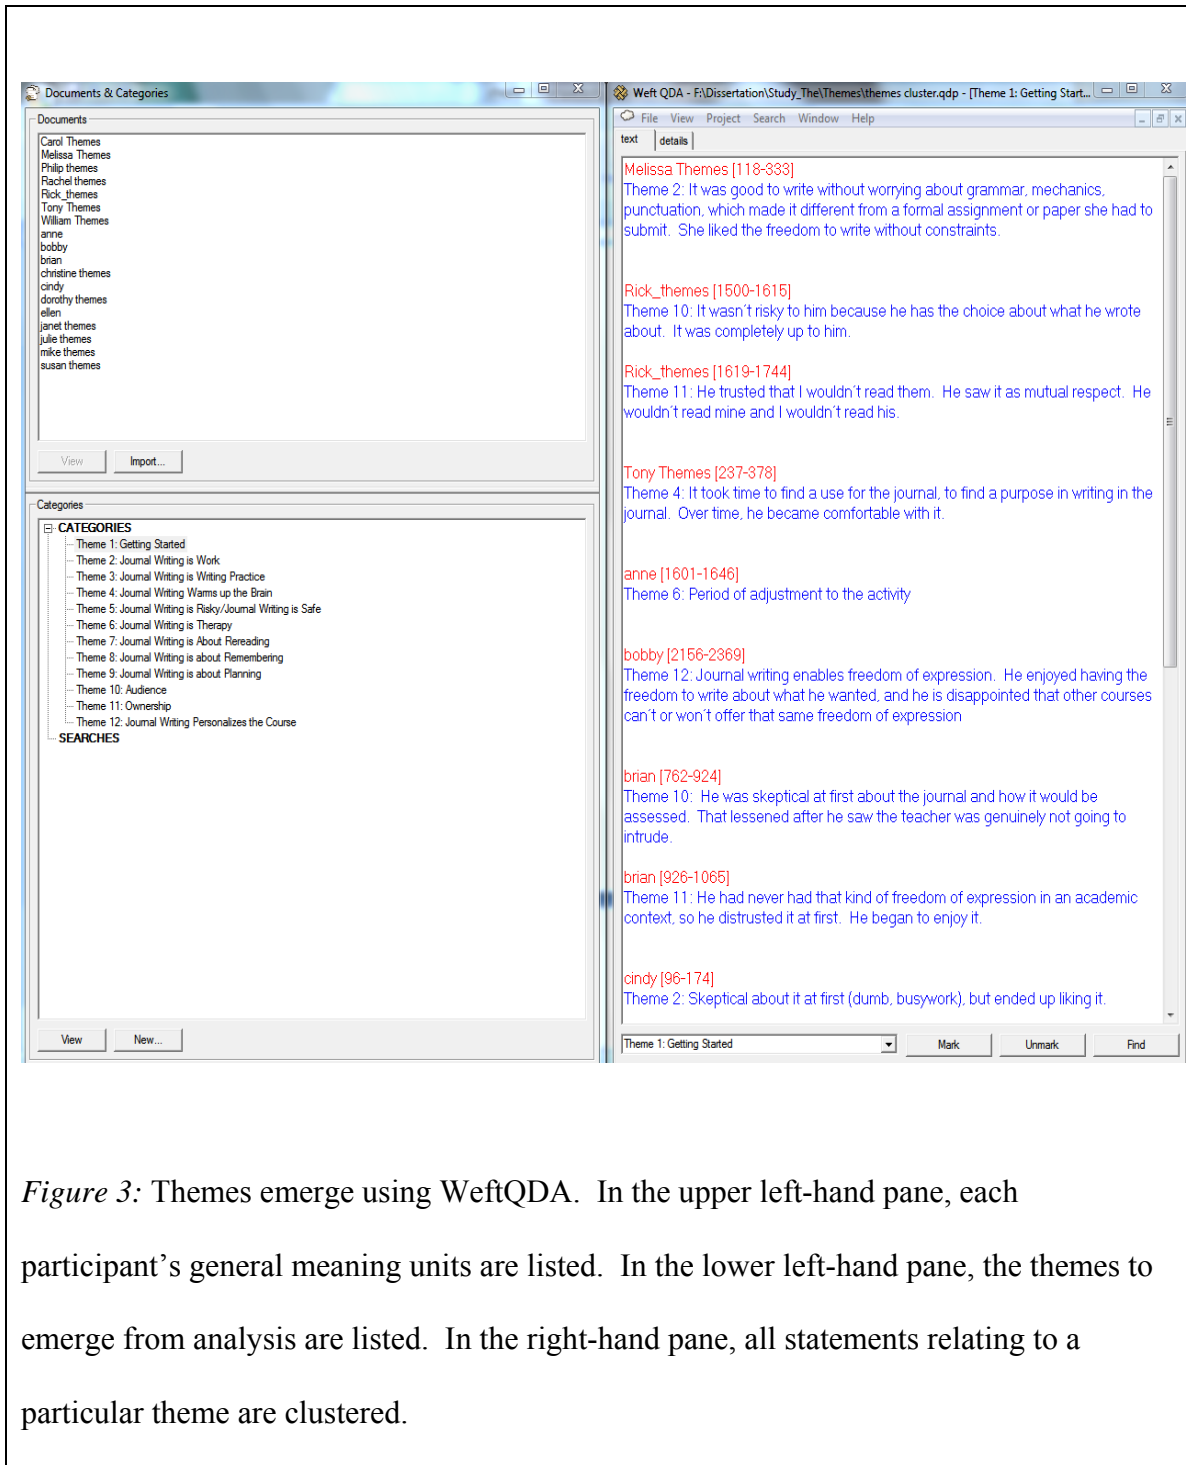 Documents & Categories
Documents
Carol Themes
Melissa Themes
Philip themes
Rachel themes
Rick_themes
Tony Themes
William Themes
anne
bobby
brian
christine themes
cindy
dorothy themes
ellen
janet themes
julie themes
mike themes
susan themes
View
Import...
Categories
CATEGORIES
Theme 1: Getting Started
Theme 2: Journal Writing is Work
Theme 3: Journal Writing is Writing Practice
Theme 4: Journal Writing Warms up the Brain
Theme 5: Journal Writing is Risky/Journal Writing is Safe
Theme 6: Journal Writing is Therapy
Theme 7: Journal Writing is About Rereading
Theme 8: Journal Writing is about Remembering
Theme 9: Journal Writing is about Planning
Theme 10: Audience
Theme 11: Ownership
Theme 12: Journal Writing Personalizes the Course
SEARCHES
View
New...
Weft QDA - F:\Dissertation\Study_The\Themes\themes cluster.qdp - [Theme 1: Getting Start...
File View Project Search Window Help
text details
Melissa Themes [118-333]
Theme 2: It was good to write without worrying about grammar, mechanics,
punctuation, which made it different from a formal assignment or paper she had to
submit.  She liked the freedom to write without constraints.
Rick_themes [1500-1615]
Theme 10: It wasn´t risky to him because he has the choice about what he wrote
about.  It was completely up to him.
Rick_themes [1619-1744]
Theme 11: He trusted that I wouldn´t read them.  He saw it as mutual respect.  He
wouldn´t read mine and I wouldn´t read his.
Tony Themes [237-378]
Theme 4: It took time to find a use for the journal, to find a purpose in writing in the
journal.  Over time, he became comfortable with it.
anne [1601-1646]
Theme 6: Period of adjustment to the activity
bobby [2156-2369]
Theme 12: Journal writing enables freedom of expression.  He enjoyed having the
freedom to write about what he wanted, and he is disappointed that other courses
can´t or won´t offer that same freedom of expression
brian [762-924]
Theme 10:  He was skeptical at first about the journal and how it would be
assessed.  That lessened after he saw the teacher was genuinely not going to
intrude.
brian [926-1065]
Theme 11: He had never had that kind of freedom of expression in an academic
context, so he distrusted it at first.  He began to enjoy it.
cindy [96-174]
Theme 2: Skeptical about it at first (dumb, busywork), but ended up liking it.
Theme 1: Getting Started
Mark
Unmark
Find
Figure 3: Themes emerge using WeftQDA.  In the upper left-hand pane, each
participant’s general meaning units are listed.  In the lower left-hand pane, the themes to
emerge from analysis are listed.  In the right-hand pane, all statements relating to a
particular theme are clustered.